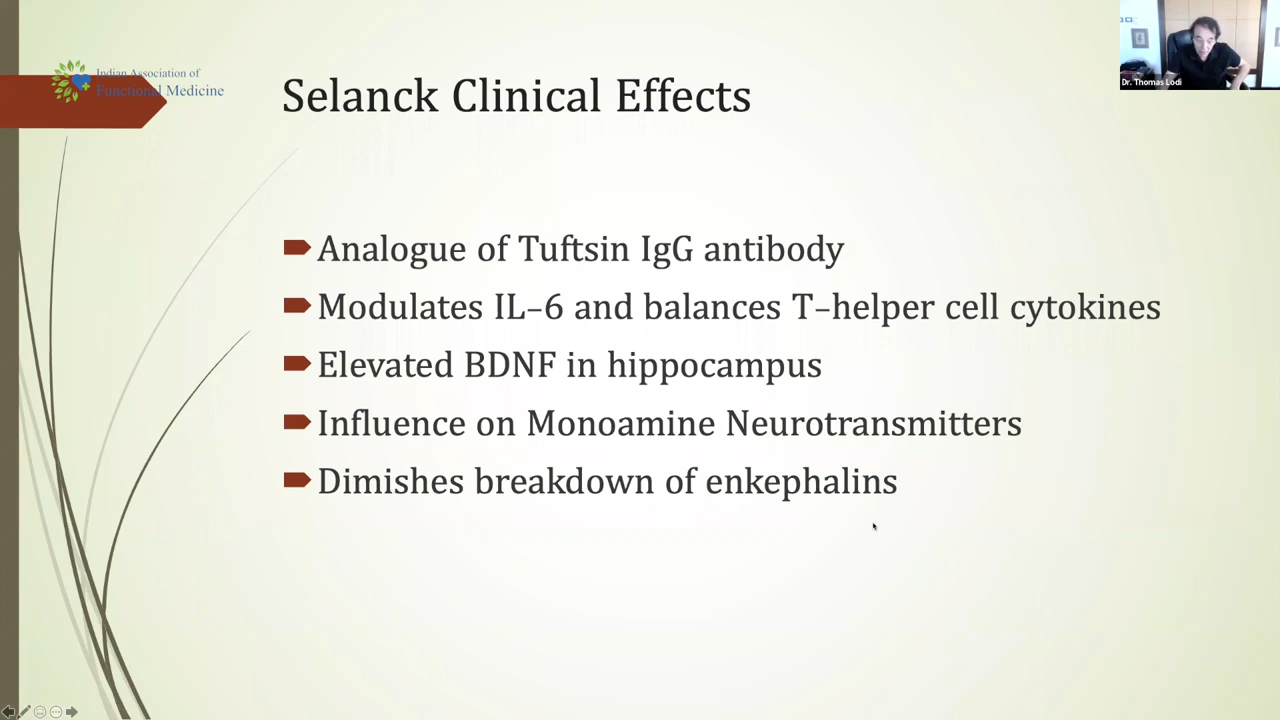 Indian Association of
Functional Medicine
Selanck Clinical Effects
Dr. Thomas Lodi
Analogue of Tuftsin IgG antibody
Modulates IL–6 and balances T–helper cell cytokines
Elevated BDNF in hippocampus
Influence on Monoamine Neurotransmitters
Dimishes breakdown of enkephalins